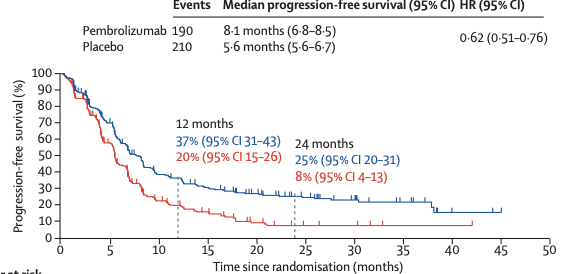 Events Median progression-free survival (95% CI) HR (95% CI)
Pembrolizumab 190 8·1 months (6·8–8·5) 0·62 (0·51–0·76)
Placebo 210 5·6 months (5·6–6·7)
Progression-free survival (%)
100
90
80
70
60
50
40
30
20
10
0
12 months
37% (95% CI 31–43)
20% (95% CI 15–26)
24 months
25% (95% CI 20–31)
8% (95% CI 4–13)
0 5 10 15 20 25 30 35 40 45 50
Time since randomisation (months)
r at risk